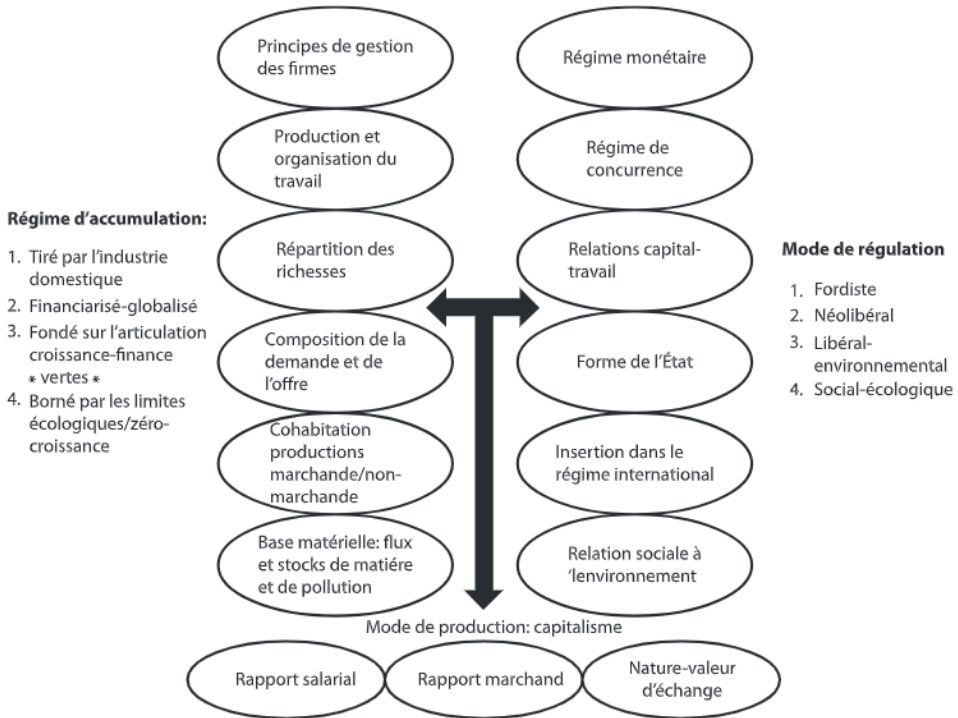 Principes de gestion
des firmes
Production et
organisation du
travail
Régime d'accumulation:
1. Tiré par l'industrie
domestique
2. Financiarisé-globalisé
3. Fondé sur l'articulation
croissance-finance
* vertes *
4. Borné par les limites
écologiques/zéro-
croissance
Répartition des
richesses
Composition de la
demande et de
l'offre
Cohabitation
productions
marchande/non-
marchande
Base matérielle: flux
et stocks de matiére
et de pollution
Régime monétaire
Régime de
concurrence
Relations capital-
travail
Forme de l'État
Insertion dans le
régime international
Relation sociale à
'lenvironnement
Mode de régulation
1. Fordiste
2. Néolibéral
3. Libéral-
environnemental
4. Social-écologique
Mode de production: capitalisme
Rapport salarial
Rapport marchand
Nature-valeur
d'échange